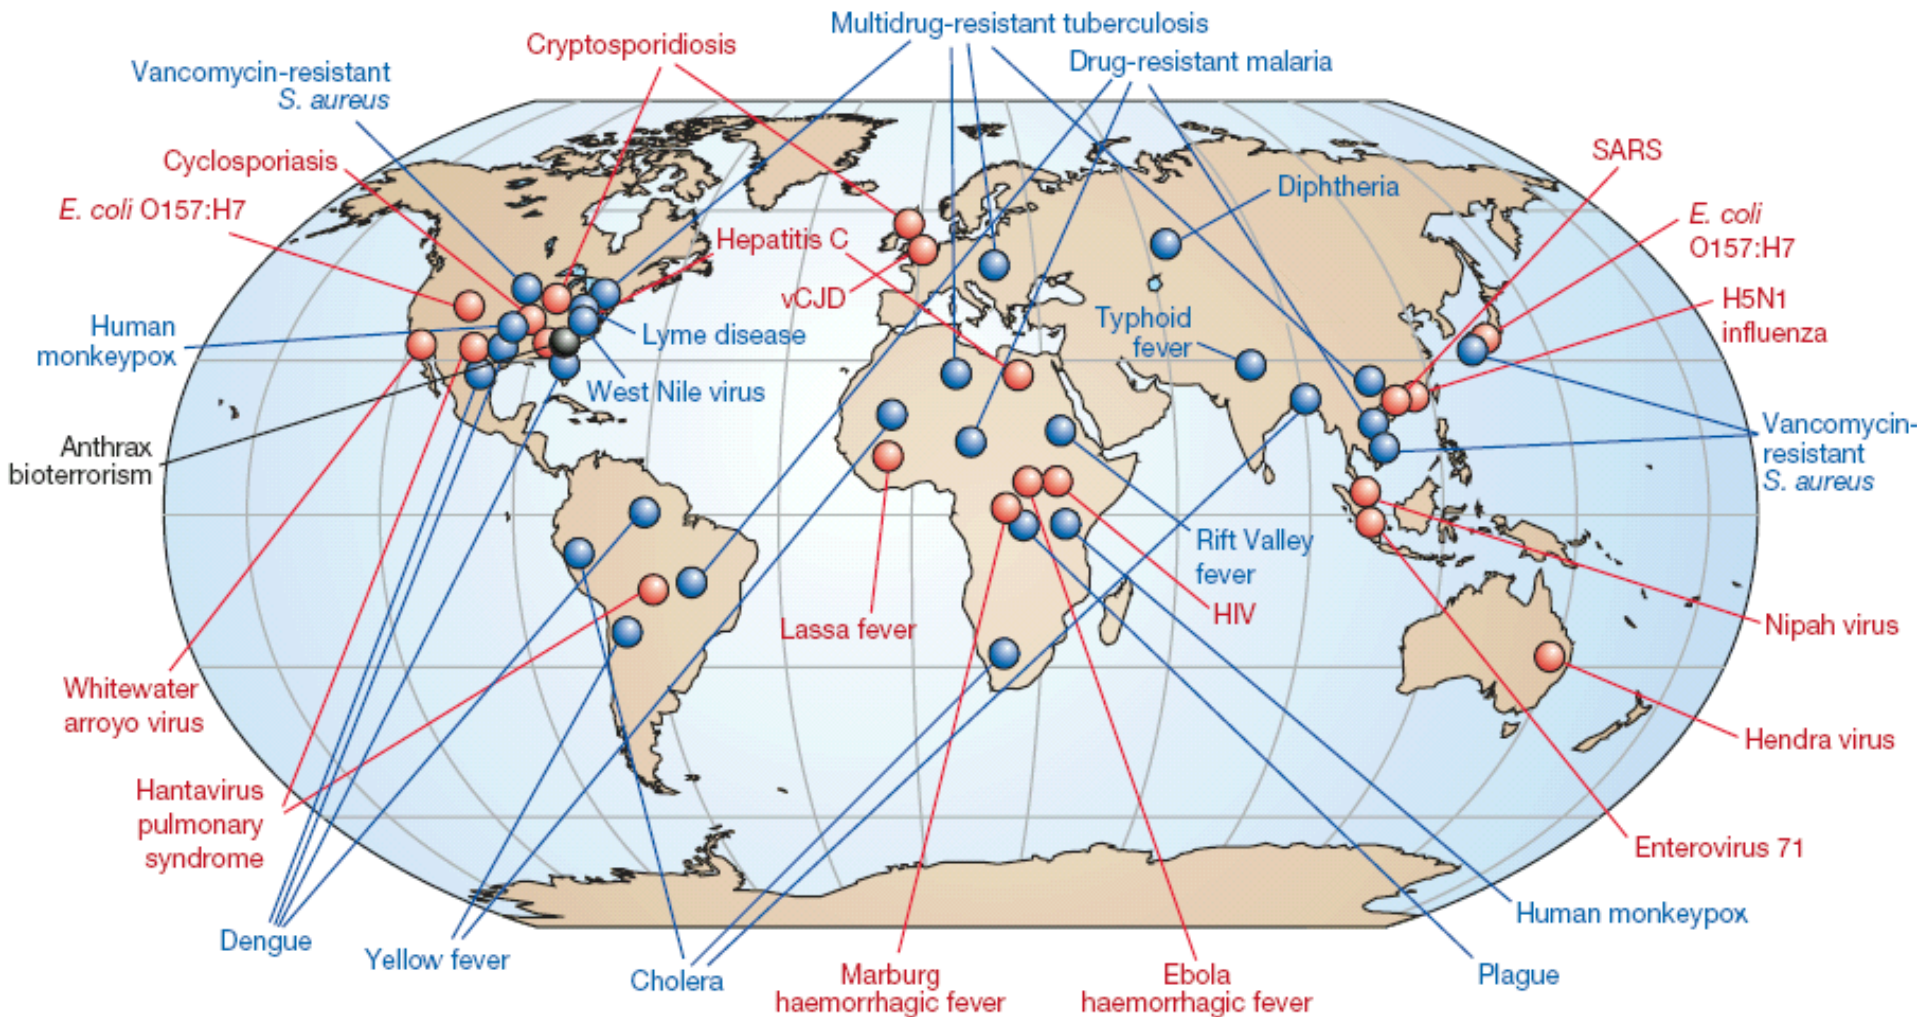 Multidrug-resistant tuberculosis
Cryptosporidiosis
Drug-resistant malaria
Vancomycin-resistant
S. aureus
Cyclosporiasis
SARS
Diphtheria
E. coli O157:H7
E. coli
O157:H7
Hepatitis C
vCJD
H5N1
influenza
Human
monkeypox
Lyme disease
Typhoid
fever
West Nile virus
Anthrax
bioterrorism
Vancomycin-
resistant
S. aureus
Rift Valley
fever
HIV
Lassa fever
Nipah virus
Whitewater
arroyo virus
Hendra virus
Hantavirus
pulmonary
syndrome
Enterovirus 71
Human monkeypox
Dengue
Yellow fever
Cholera
Marburg
haemorrhagic fever
Ebola
haemorrhagic fever
Plague